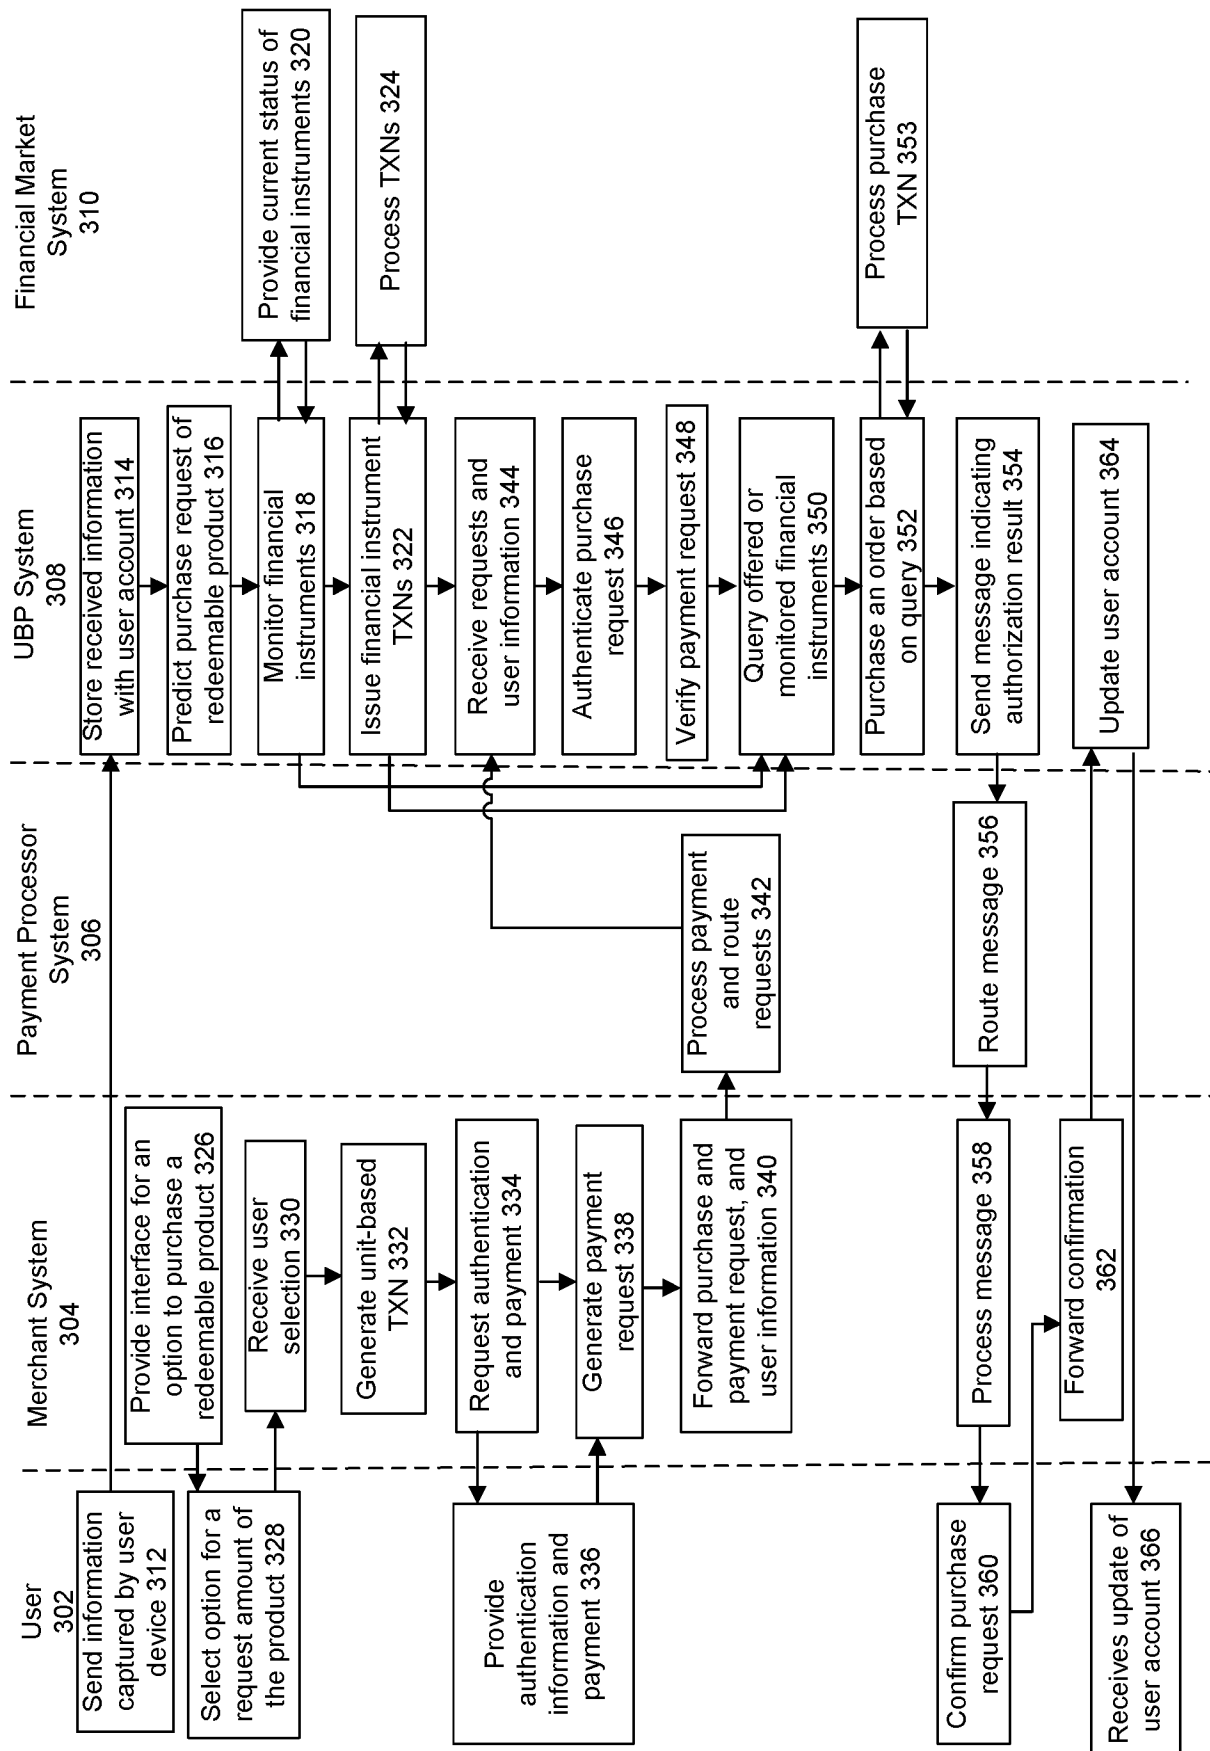 User
302
Send information
captured by user
device 312
Select option for a
request amount of
the product 328
Provide
authentication
information and
payment 336
Confirm purchase
request 360
Receives update of
user account 366
Merchant System
304
Provide interface for an
option to purchase a
redeemable product 326
Receive user
selection 330
Generate unit-based
TXN 332
Request authentication
and payment 334
Generate payment
request 338
Forward purchase and
payment request, and
user information 340
Process message 358
Forward confirmation
362
Payment Processor
System
306
Process payment
and route
requests 342
Route message 356
UBP System
308
Store received information
with user account 314
Predict purchase request of
redeemable product 316
Monitor financial
instruments 318
Issue financial instrument
TXNs 322
Receive requests and
user information 344
Authenticate purchase
request 346
Verify payment request 348
Query offered or
monitored financial
instruments 350
Purchase an order based
on query 352
Send message indicating
authorization result 354
Update user account 364
Financial Market
System
310
Provide current status of
financial instruments 320
Process TXNs 324
Process purchase
TXN 353